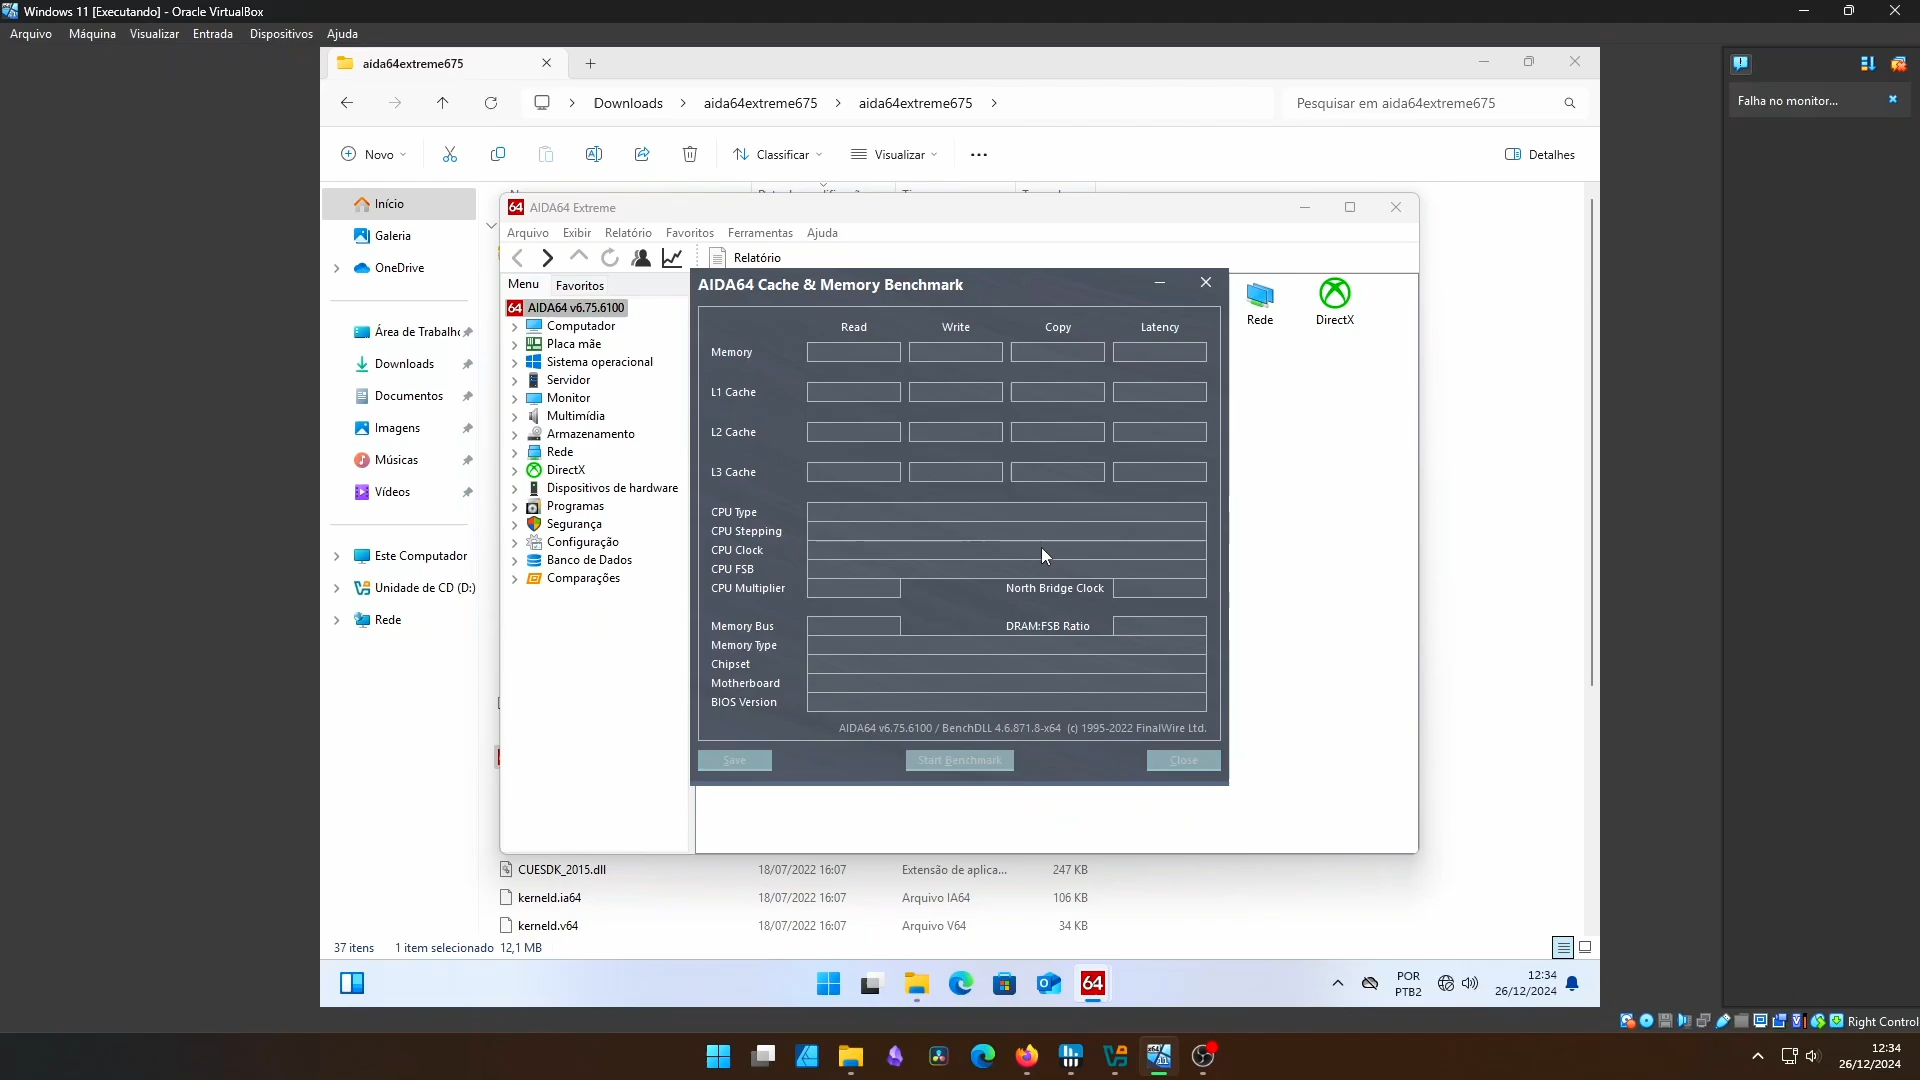 Windows 11 [Executando] - Oracle VirtualBox
Arquivo Máquina Visualizar Entrada Dispositivos Ajuda
aida64extreme675
Falha no monitor...
Downloads aida64extreme675 aida64extreme675
Pesquisar em aida64extreme675
Novo
Classificar
Visualizar
Detalhes
Início
Galeria
OneDrive
Área de Trabalho
Downloads
Documentos
Imagens
Músicas
Vídeos
Este Computador
Unidade de CD (D:)
Rede
64 AIDA64 Extreme
Arquivo Exibir Relatório Favoritos Ferramentas Ajuda
Relatório
Menu Favoritos
64 AIDA64 v6.75.6100
Computador
Placa mãe
Sistema operacional
Servidor
Monitor
Multimídia
Armazenamento
Rede
DirectX
Dispositivos de hardware
Programas
Segurança
Configuração
Banco de Dados
Comparações
Rede DirectX
AIDA64 Cache & Memory Benchmark
Read Write Copy Latency
Memory
L1 Cache
L2 Cache
L3 Cache
CPU Type
CPU Stepping
CPU Clock
CPU FSB
CPU Multiplier North Bridge Clock
Memory Bus DRAM:FSB Ratio
Memory Type
Chipset
Motherboard
BIOS Version
AIDA64 v6.75.6100 / BenchDLL 4.6.871.8-x64 (c) 1995-2022 FinalWire Ltd.
Save Start Benchmark Close
CUESDK_2015.dll 18/07/2022 16:07 Extensão de aplica... 247 KB
kerneld.ia64 18/07/2022 16:07 Arquivo IA64 106 KB
kerneld.v64 18/07/2022 16:07 Arquivo V64 34 KB
37 itens 1 item selecionado 12,1 MB
64
POR
PTB2
12:34
26/12/2024
Right Control
12:34
26/12/2024